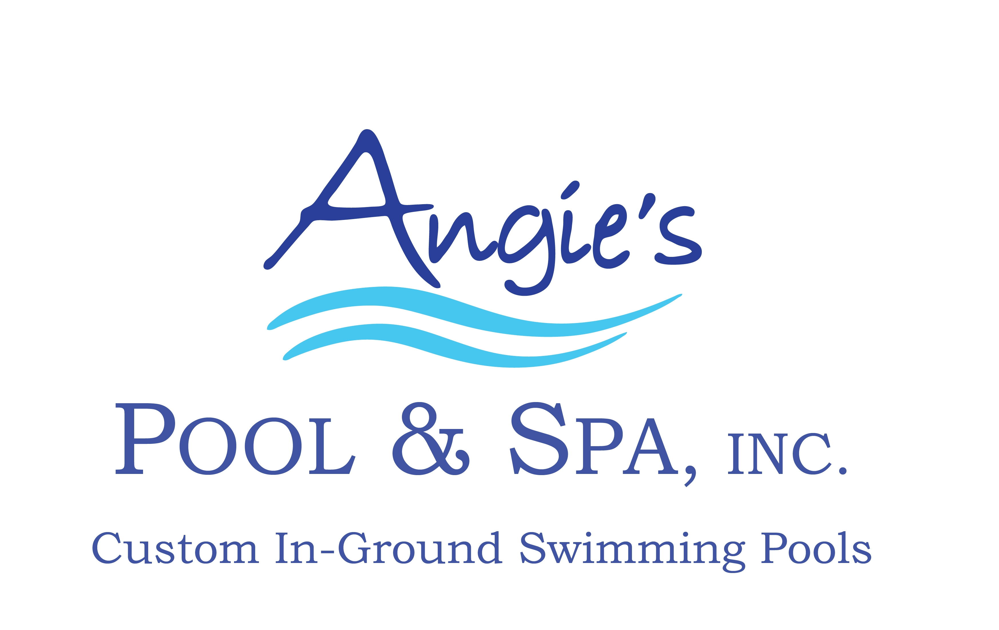 Angie's
Pool & Spa, inc.
Custom In-Ground Swimming Pools